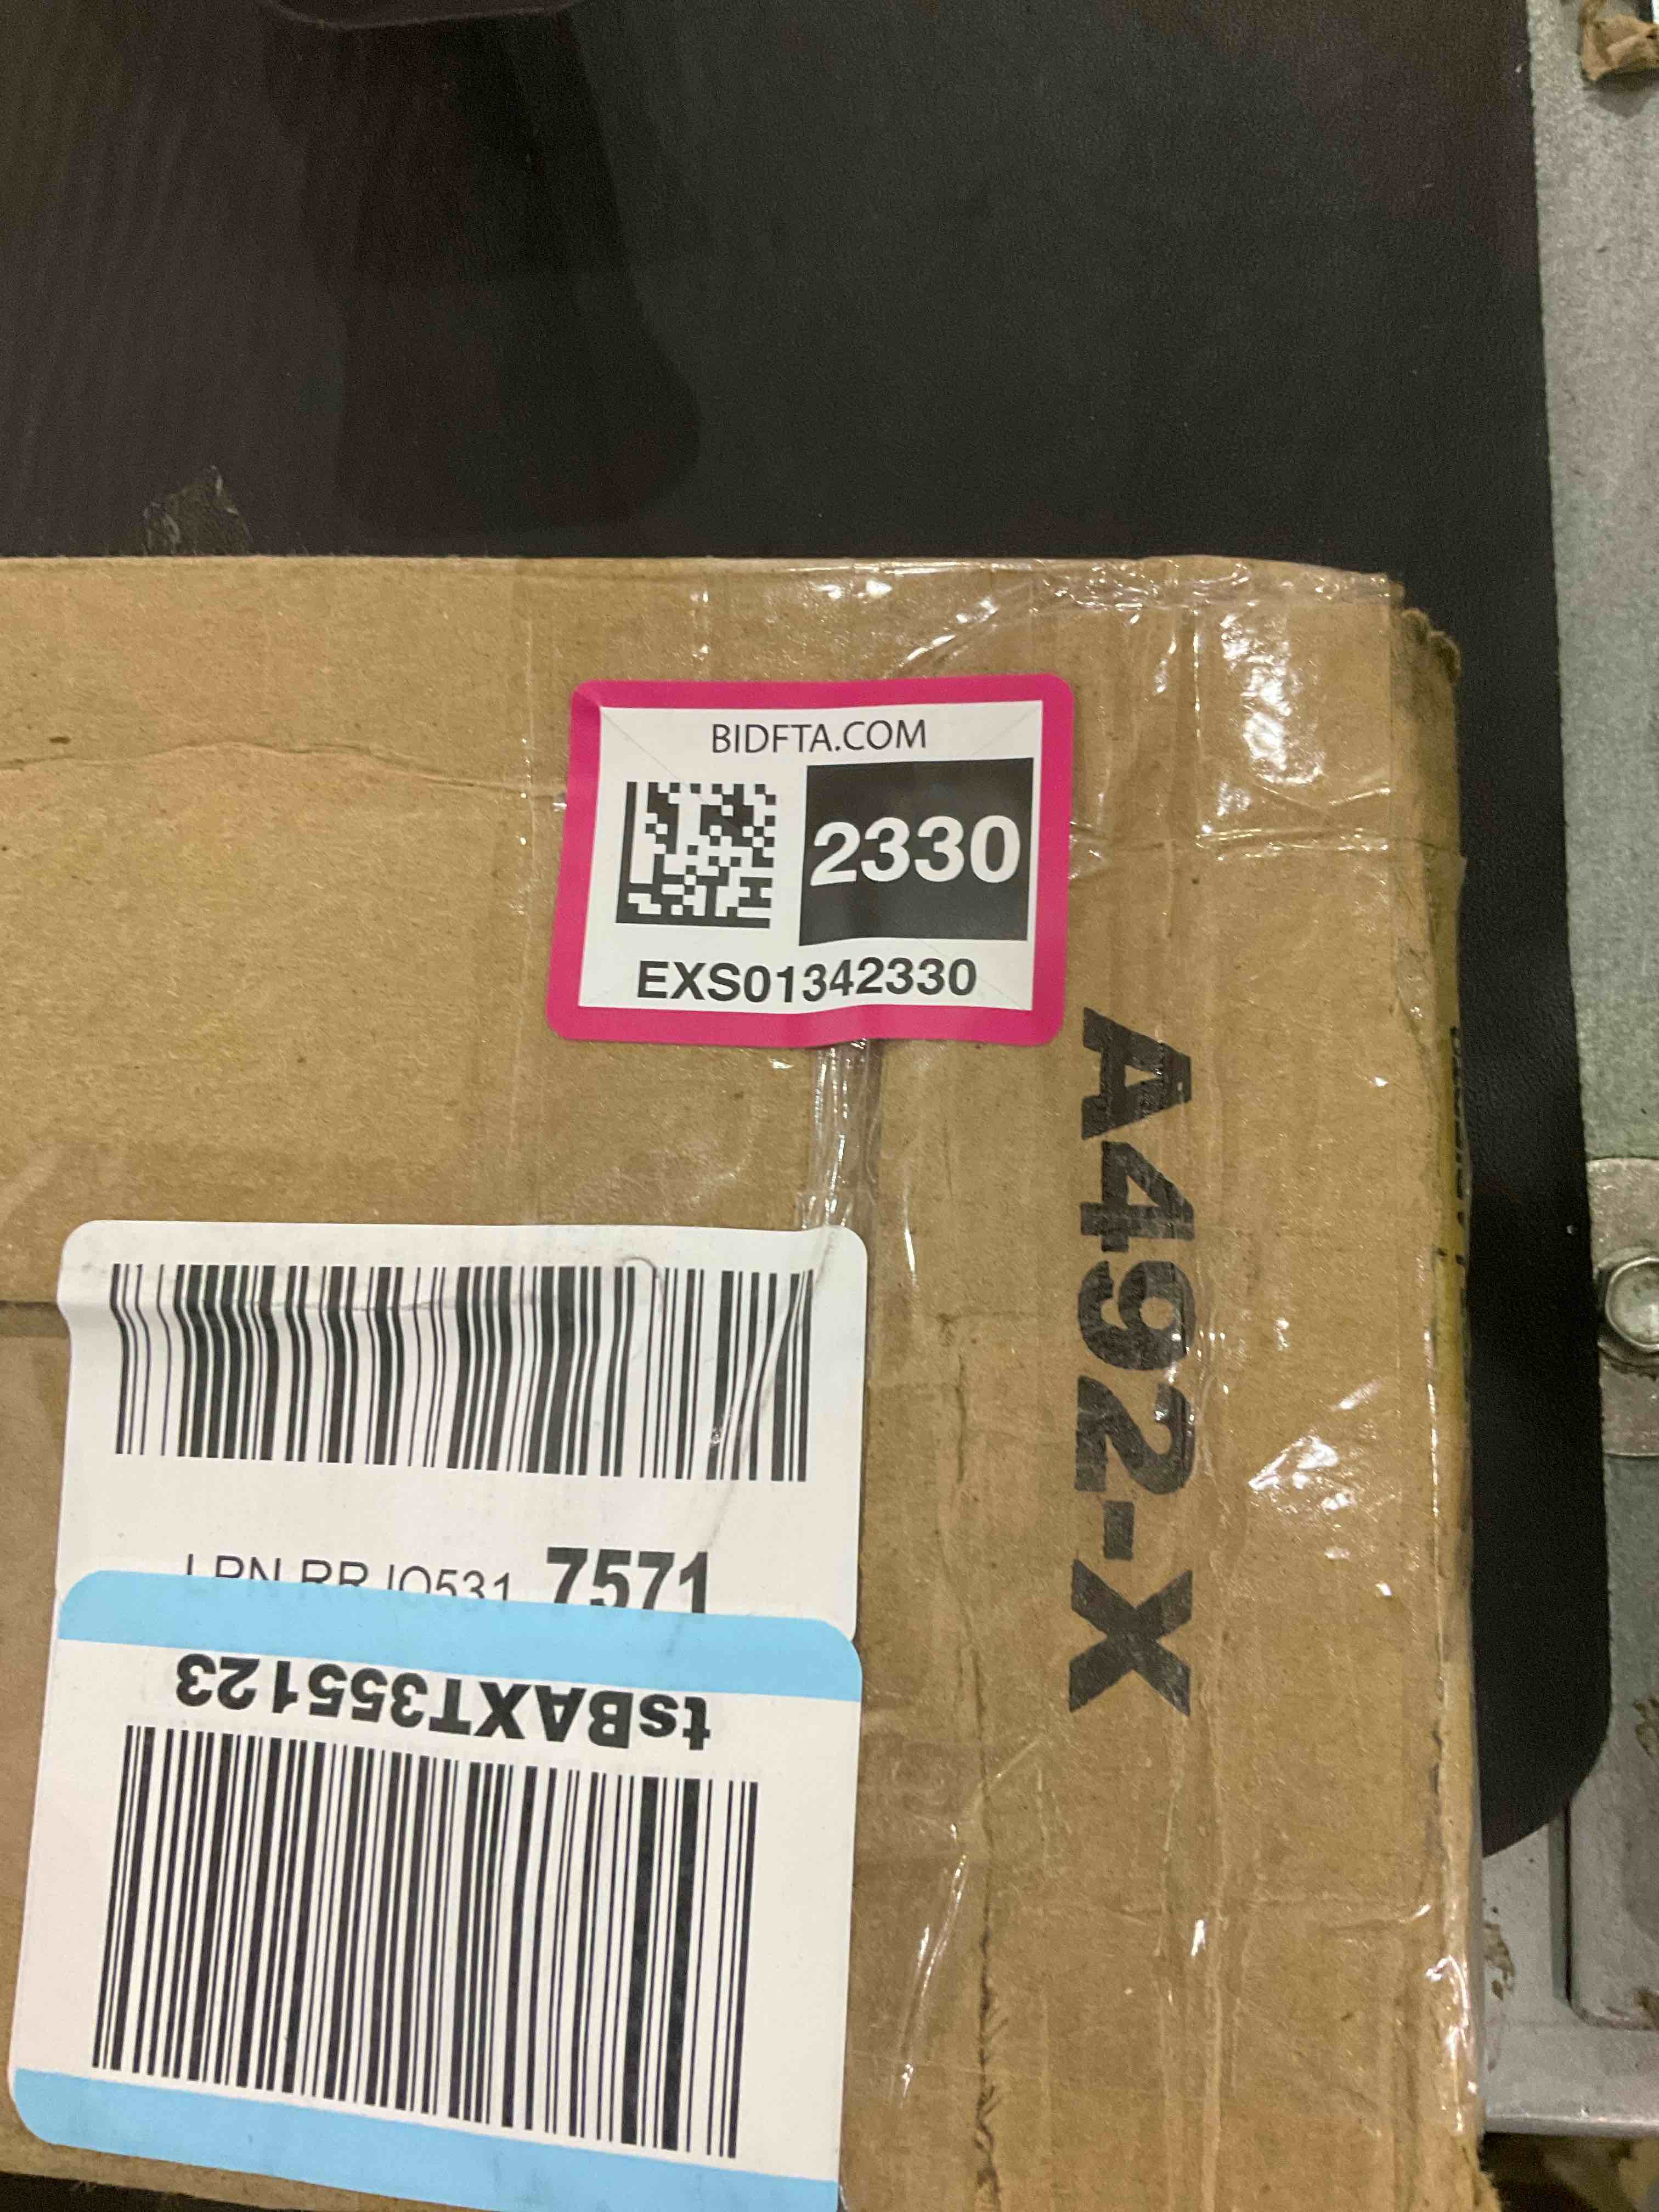 BIDFTA.COM
2330
EXS01342330
A492-X
7571
tsBAXT355123